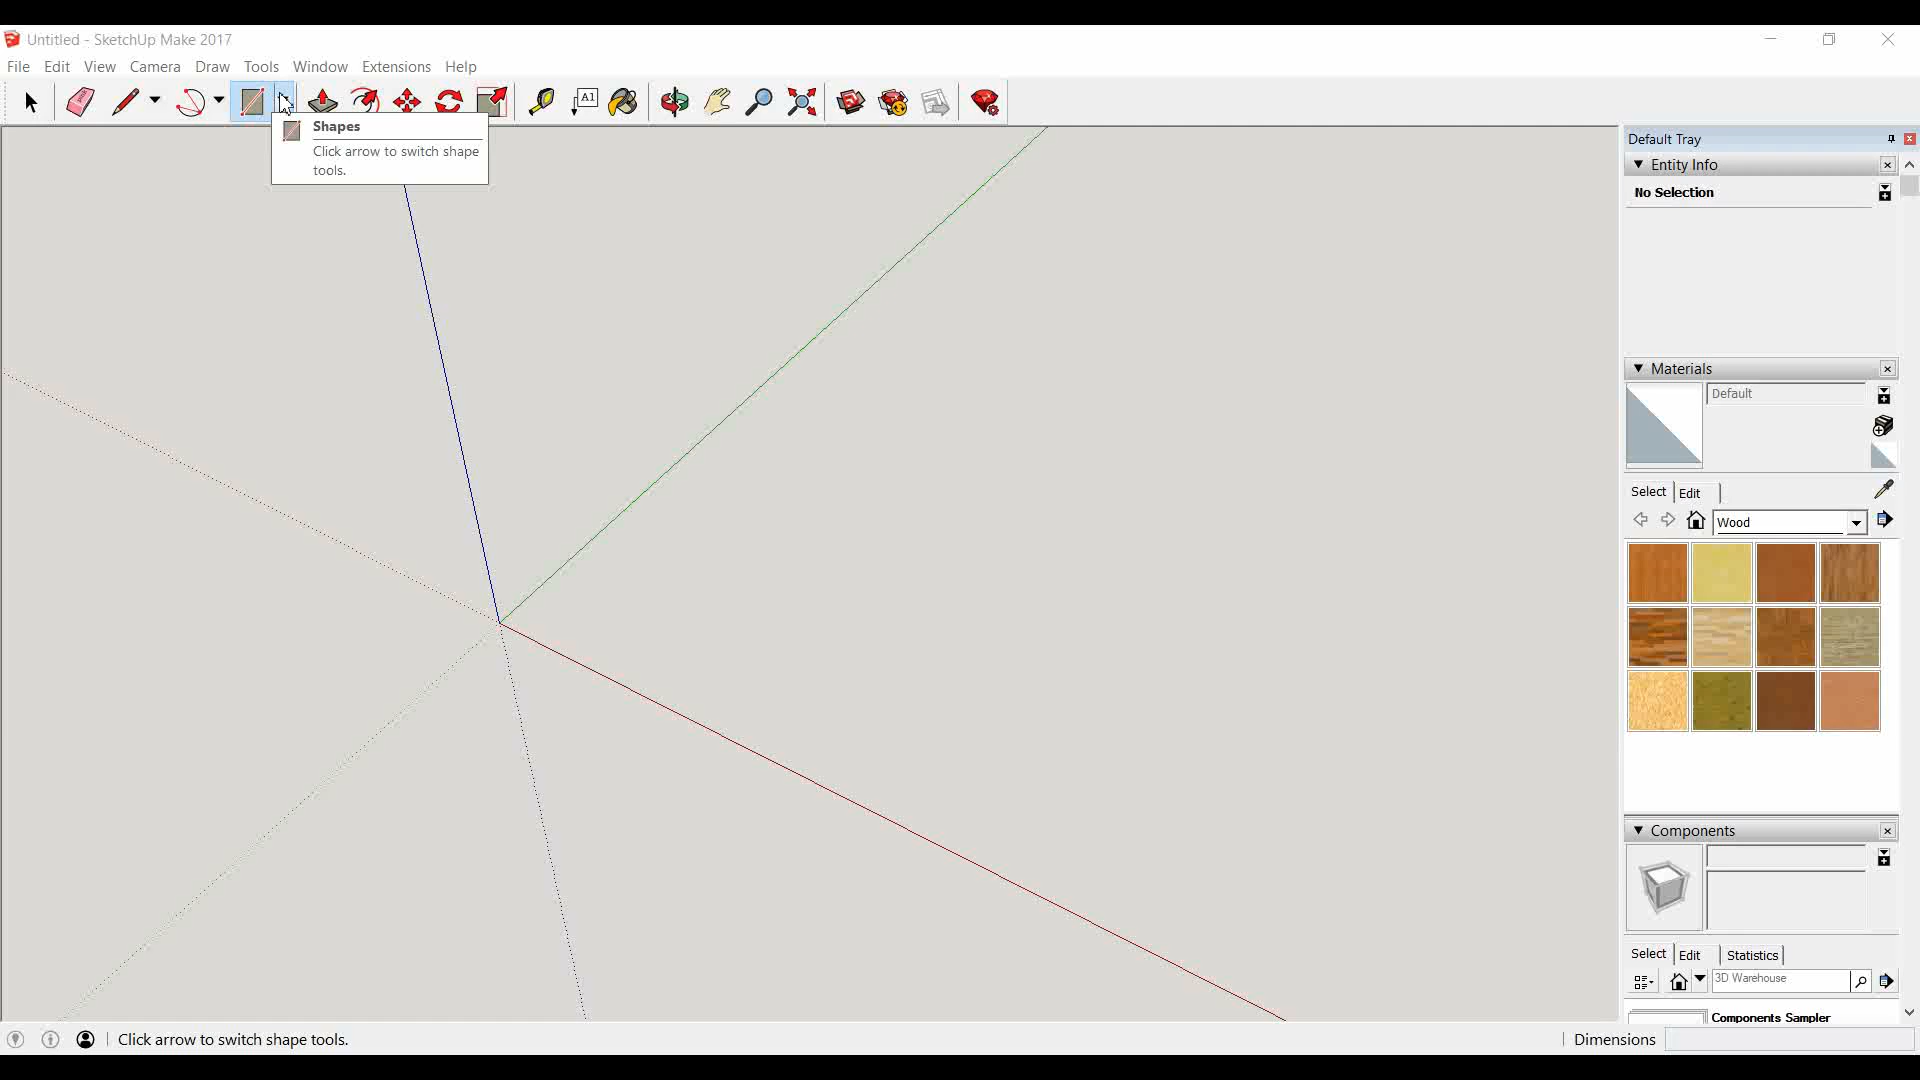 Untitled - SketchUp Make 2017
File Edit View Camera Draw Tools Window Extensions Help
A1
Shapes
Click arrow to switch shape
tools.
Default Tray
Entity Info
No Selection
Materials
Default
Select Edit
Wood
Components
Select Edit Statistics
3D Warehouse
Components Sampler
Click arrow to switch shape tools.
Dimensions